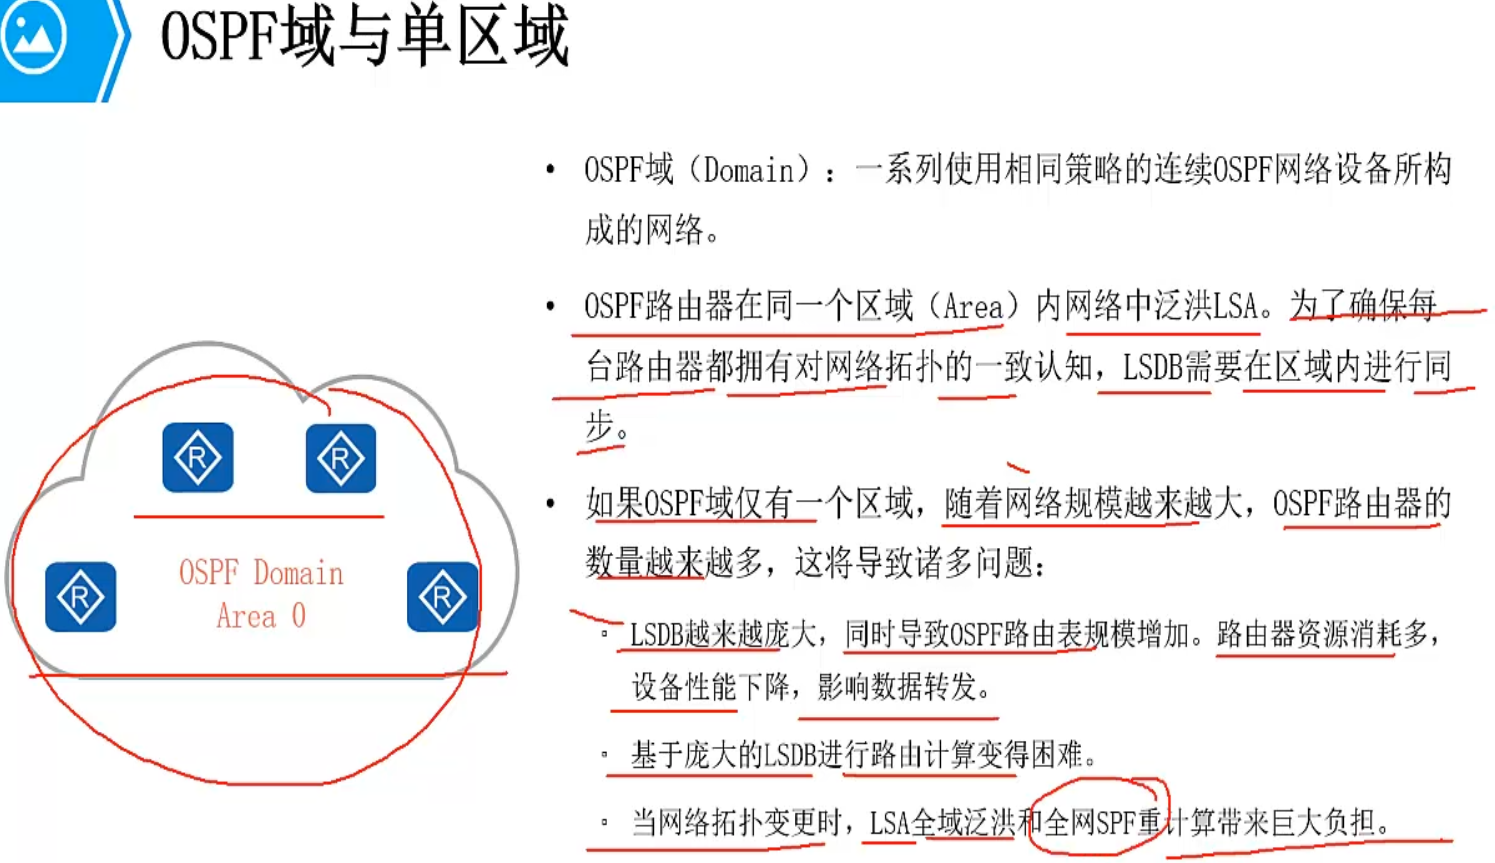 OSPF域与单区域
• OSPF域（Domain）：一系列使用相同策略的连续OSPF网络设备所构
成的网络。
• OSPF路由器在同一个区域（Area）内网络中泛洪LSA。为了确保每
台路由器都拥有对网络拓扑的一致认知，LSDB需要在区域内进行同
步。
• 如果OSPF域仅有一个区域，随着网络规模越来越大，OSPF路由器的
数量越来越多，这将导致诸多问题：
▫ LSDB越来越庞大，同时导致OSPF路由表规模增加。路由器资源消耗多，
设备性能下降，影响数据转发。
▫ 基于庞大的LSDB进行路由计算变得困难。
▫ 当网络拓扑变更时，LSA全域泛洪和全网SPF重计算带来巨大负担。
R
R
R
R
OSPF Domain
Area 0